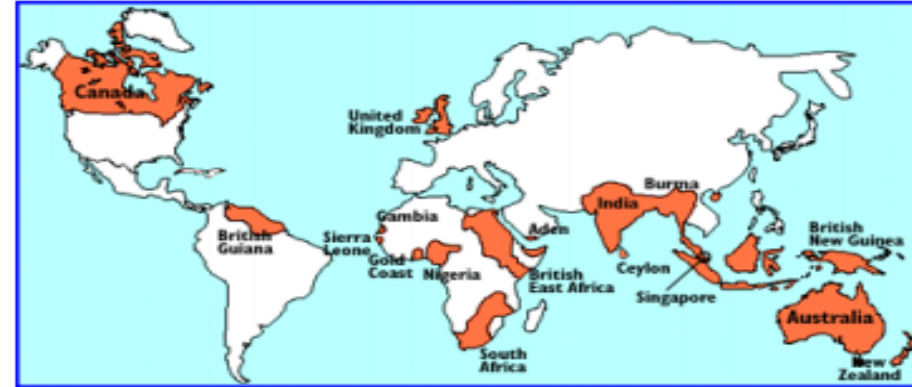 Canada
United
Kingdom
Burma
India
Gambia
Aden
British
Guiana
Sierra
Leone
British
New Guinea
Gold
Coast
Nigeria
British
East Africa
Ceylon
Singapore
Australia
South
Africa
New
Zealand